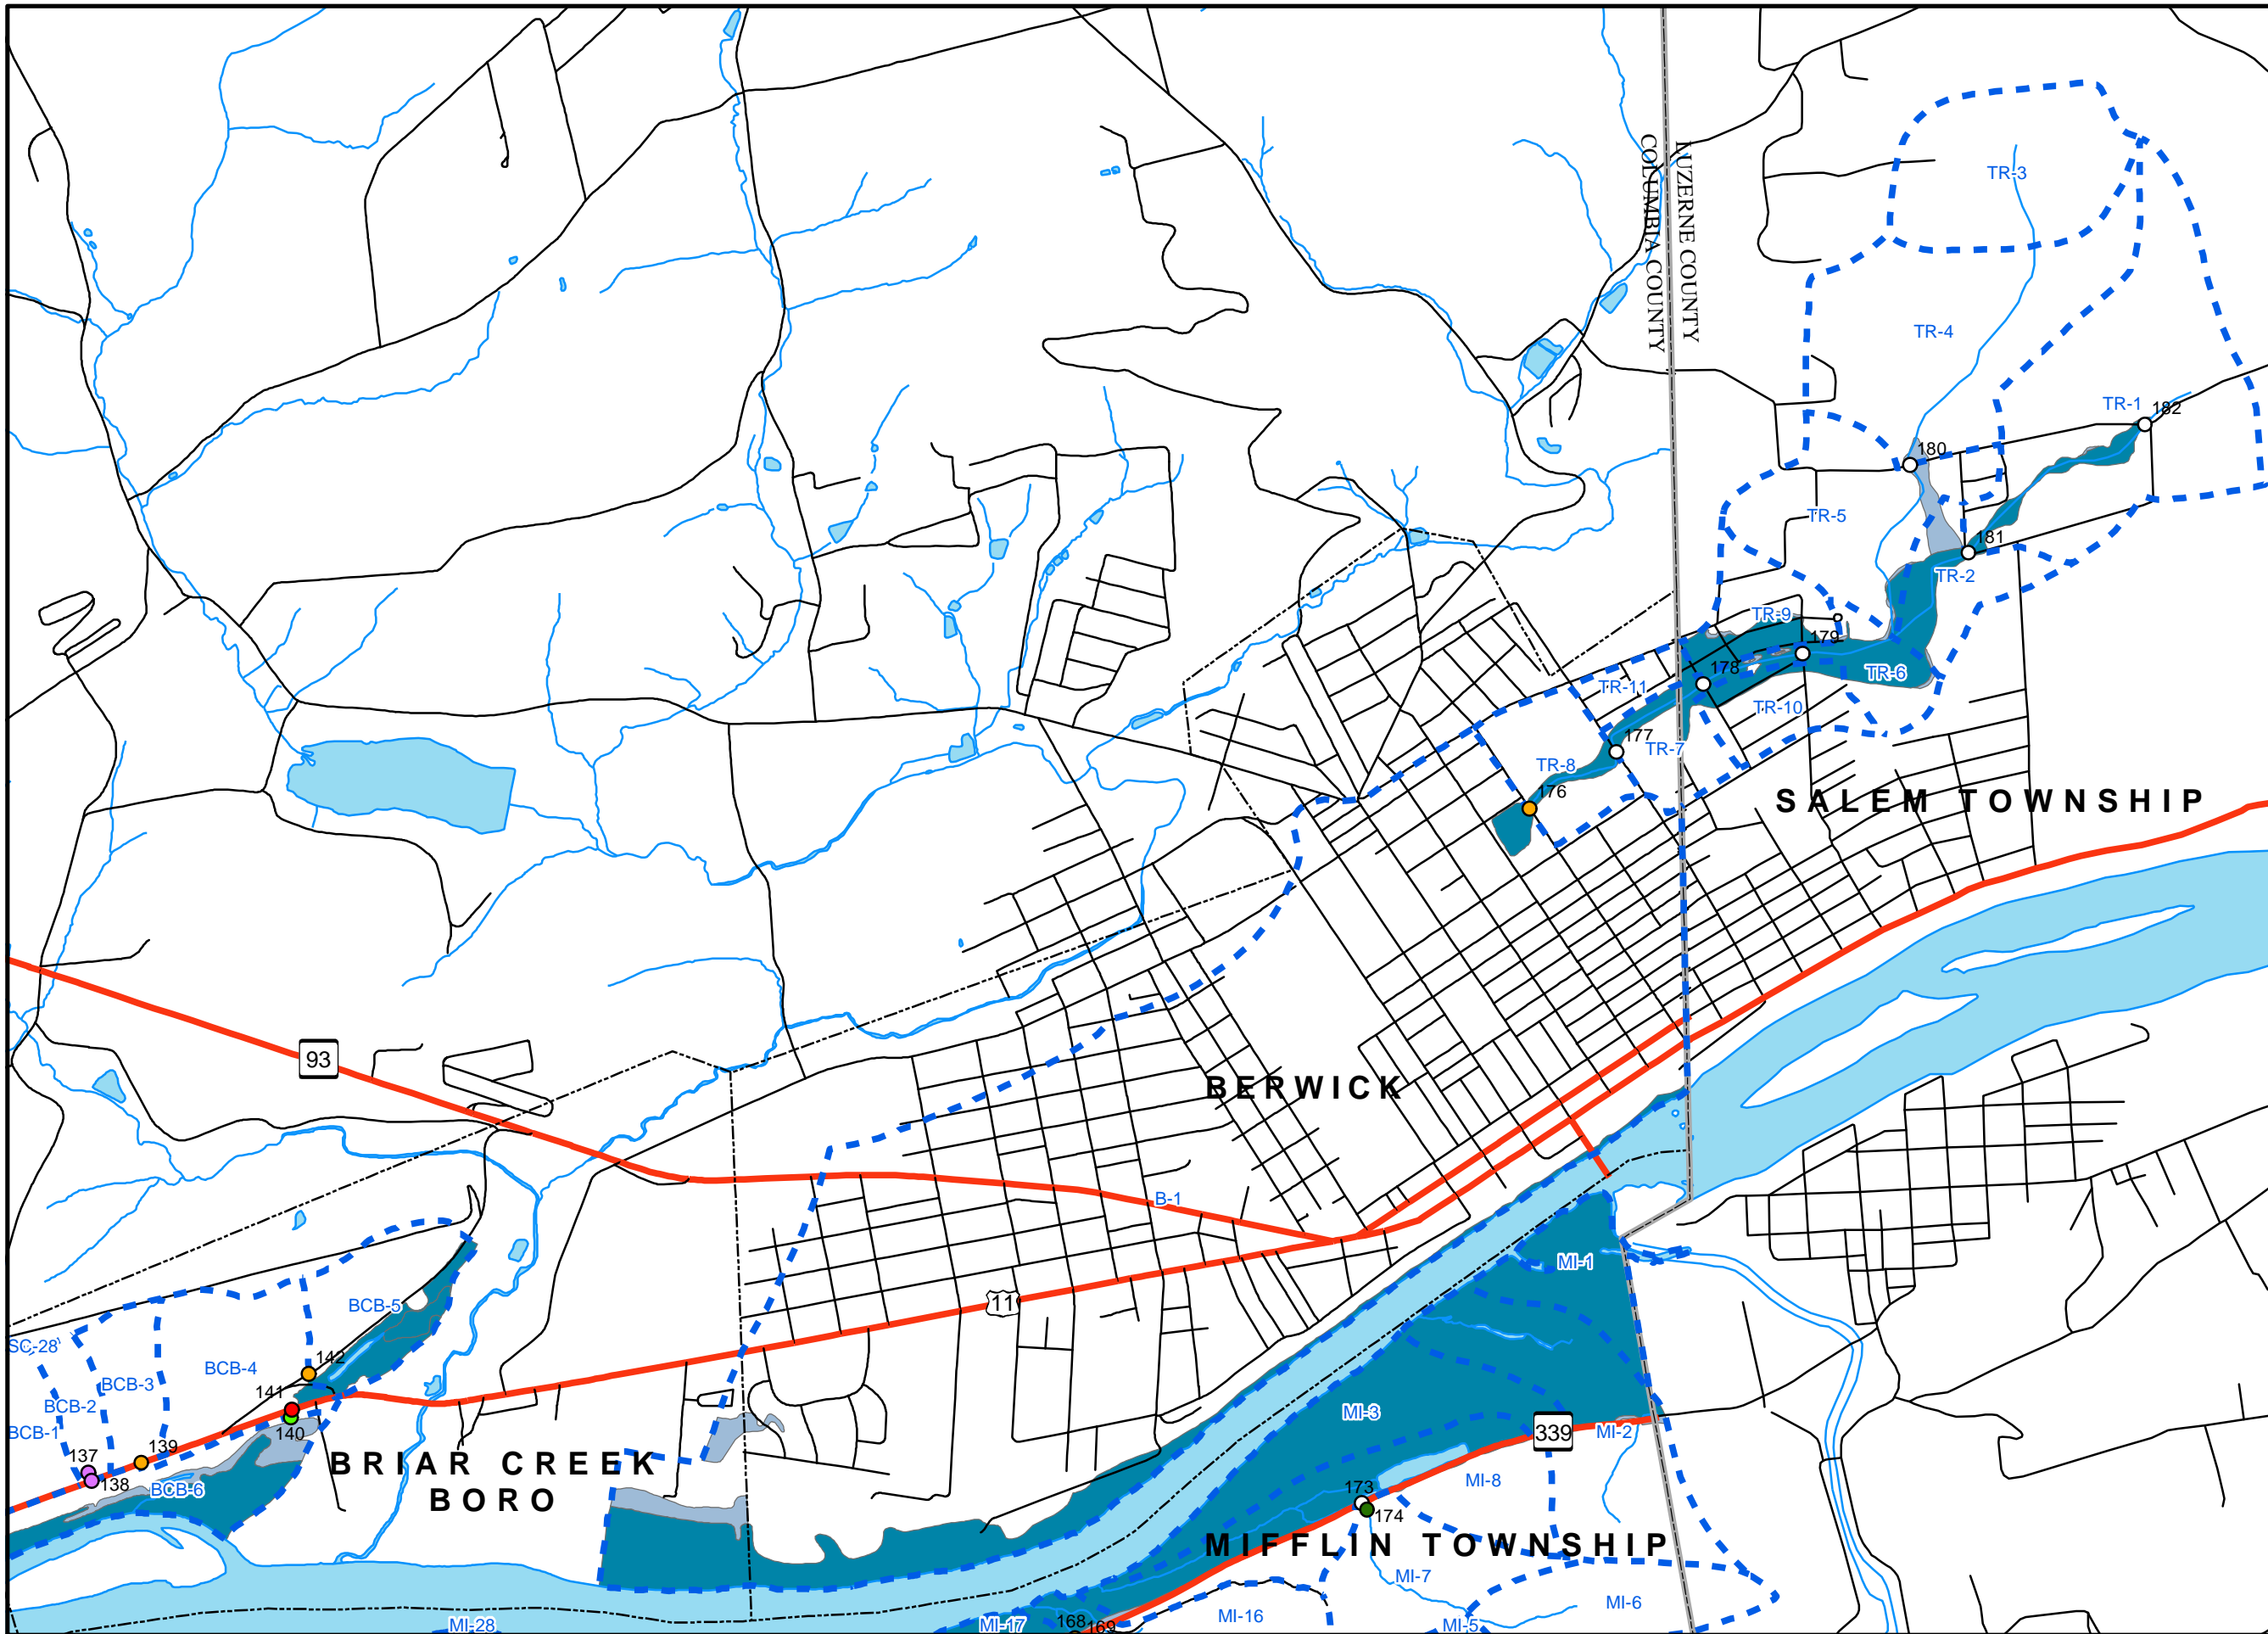 COLUMBIA COUNTY
LUZERNE COUNTY
TR-3
TR-4
TR-1
182
180
TR-5
181
TR-2
TR-9
179
178
TR-6
TR-11
TR-10
177
TR-7
TR-8
176
SALEM TOWNSHIP
93
BERWICK
B-1
MI-1
11
BCB-5
SC-28
142
BCB-4
BCB-3
141
BCB-2
MI-3
BCB-1
140
339
MI-2
139
137
138
BRIAR CREEK
BORO
BCB-6
MI-8
173
174
MIFFLIN TOWNSHIP
MI-7
MI-6
MI-16
MI-28
MI-17
168
169
MI-5